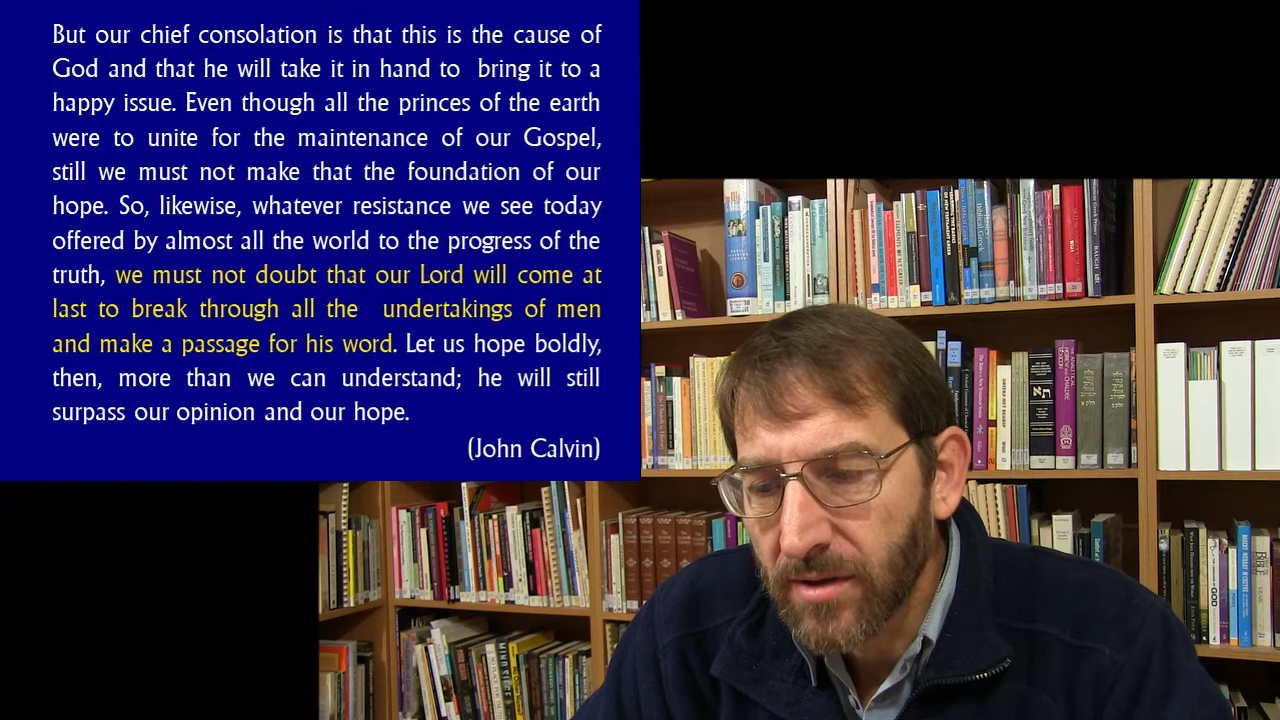 But our chief consolation is that this is the cause of
God and that he will take it in hand to bring it to a
happy issue. Even though all the princes of the earth
were to unite for the maintenance of our Gospel,
still we must not make that the foundation of our
hope. So, likewise, whatever resistance we see today
offered by almost all the world to the progress of the
truth, we must not doubt that our Lord will come at
last to break through all the undertakings of men
and make a passage for his word. Let us hope boldly,
then, more than we can understand; he will still
surpass our opinion and our hope.
(John Calvin)